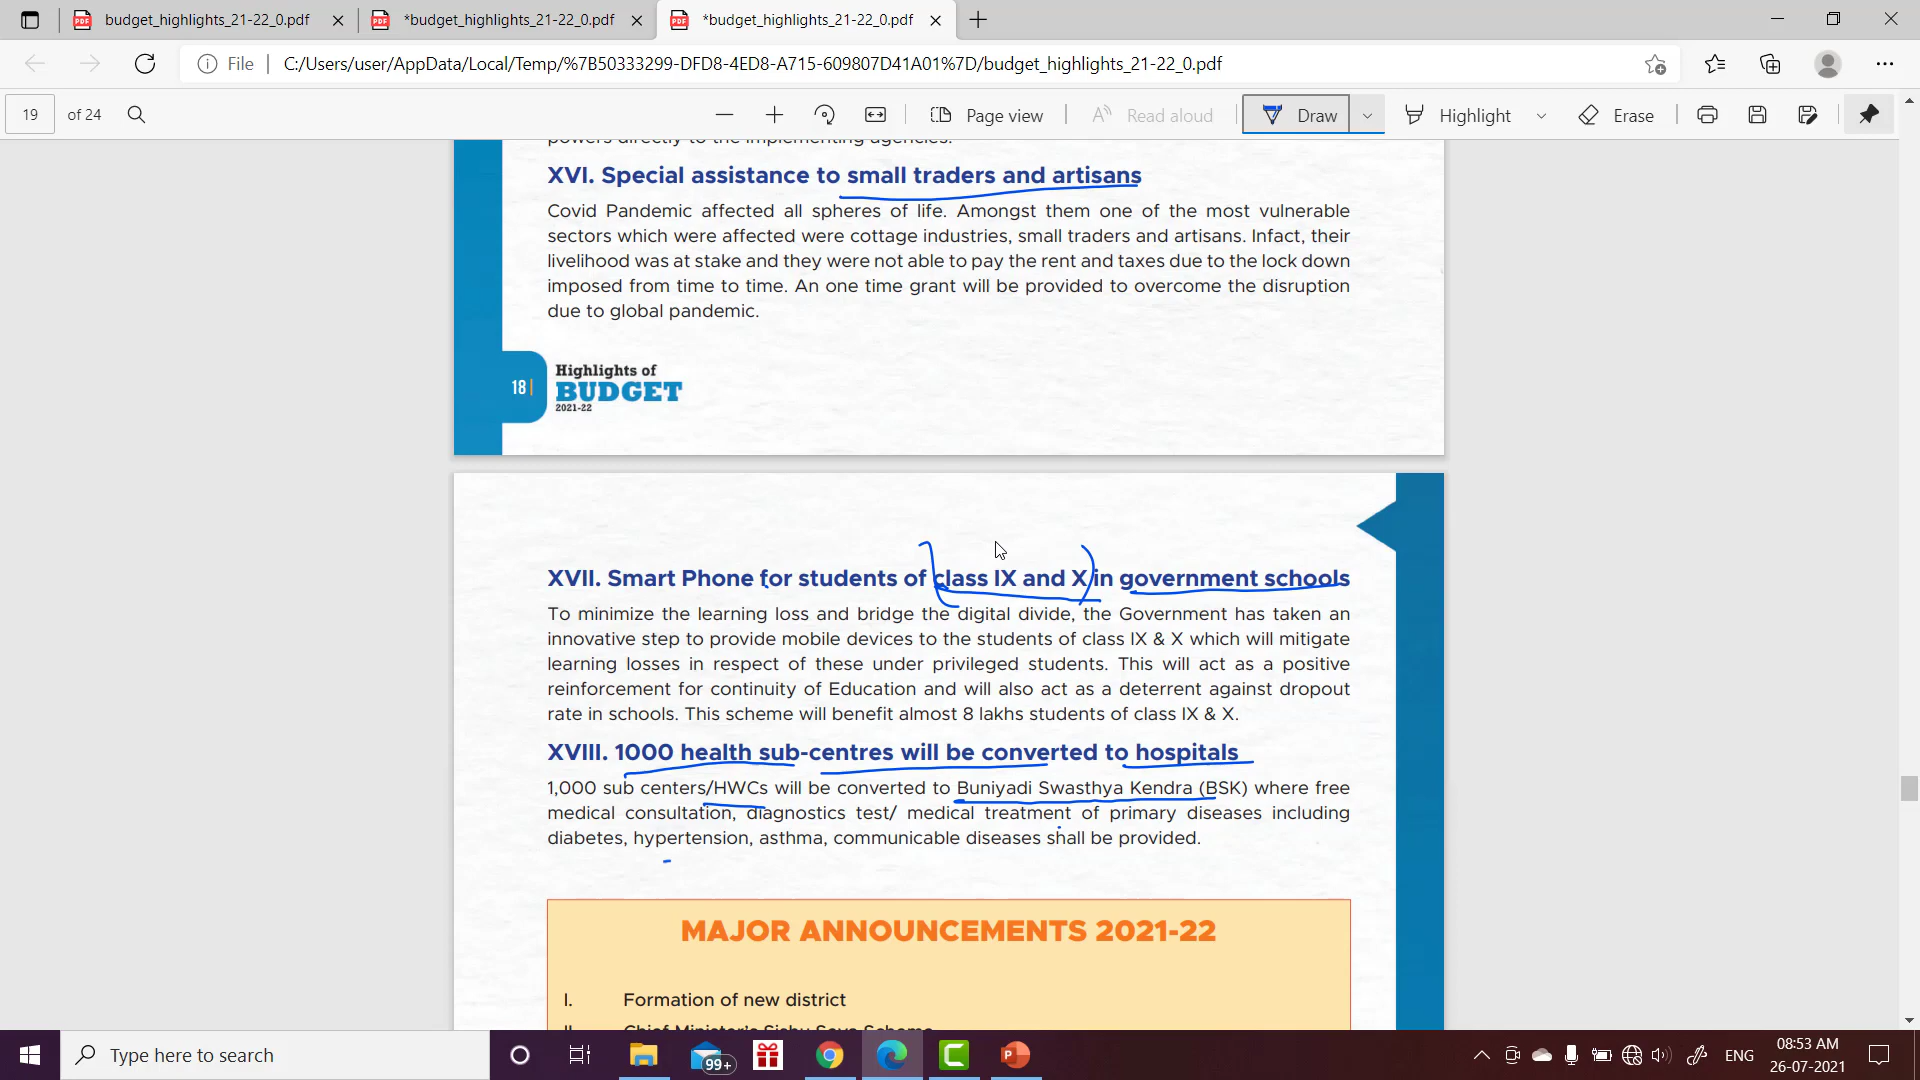 budget_highlights_21-22_0.pdf
*budget_highlights_21-22_0.pdf
*budget_highlights_21-22_0.pdf
File
C:/Users/user/AppData/Local/Temp/%7B50333299-DFD8-4ED8-A715-609807D41A01%7D/budget_highlights_21-22_0.pdf
19 of 24
Page view
Read aloud
Draw
Highlight
Erase
powers directly to the implementing agencies.
XVI. Special assistance to small traders and artisans
Covid Pandemic affected all spheres of life. Amongst them one of the most vulnerable
sectors which were affected were cottage industries, small traders and artisans. Infact, their
livelihood was at stake and they were not able to pay the rent and taxes due to the lock down
imposed from time to time. An one time grant will be provided to overcome the disruption
due to global pandemic.
18|
Highlights of
BUDGET
2021-22
XVII. Smart Phone for students of class IX and X in government schools
To minimize the learning loss and bridge the digital divide, the Government has taken an
innovative step to provide mobile devices to the students of class IX & X which will mitigate
learning losses in respect of these under privileged students. This will act as a positive
reinforcement for continuity of Education and will also act as a deterrent against dropout
rate in schools. This scheme will benefit almost 8 lakhs students of class IX & X.
XVIII. 1000 health sub-centres will be converted to hospitals
1,000 sub centers/HWCs will be converted to Buniyadi Swasthya Kendra (BSK) where free
medical consultation, diagnostics test/ medical treatment of primary diseases including
diabetes, hypertension, asthma, communicable diseases shall be provided.
MAJOR ANNOUNCEMENTS 2021-22
I. Formation of new district
II. Chief Minister's Sishu Seva Scheme
Type here to search
99+
ENG
08:53 AM
26-07-2021